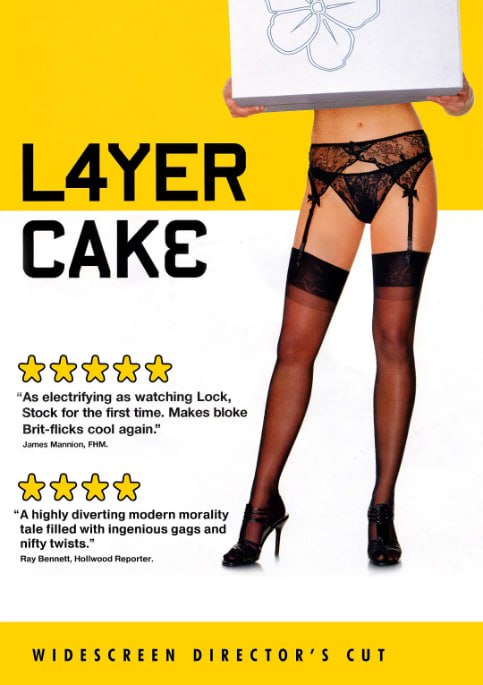 L4YER
CAKƐ
“As electrifying as watching Lock,
Stock for the first time. Makes bloke
Brit-flicks cool again.”
James Mannion, FHM.
“A highly diverting modern morality
tale filled with ingenious gags and
nifty twists.”
Ray Bennett, Hollwood Reporter.
WIDESCREEN DIRECTOR'S CUT